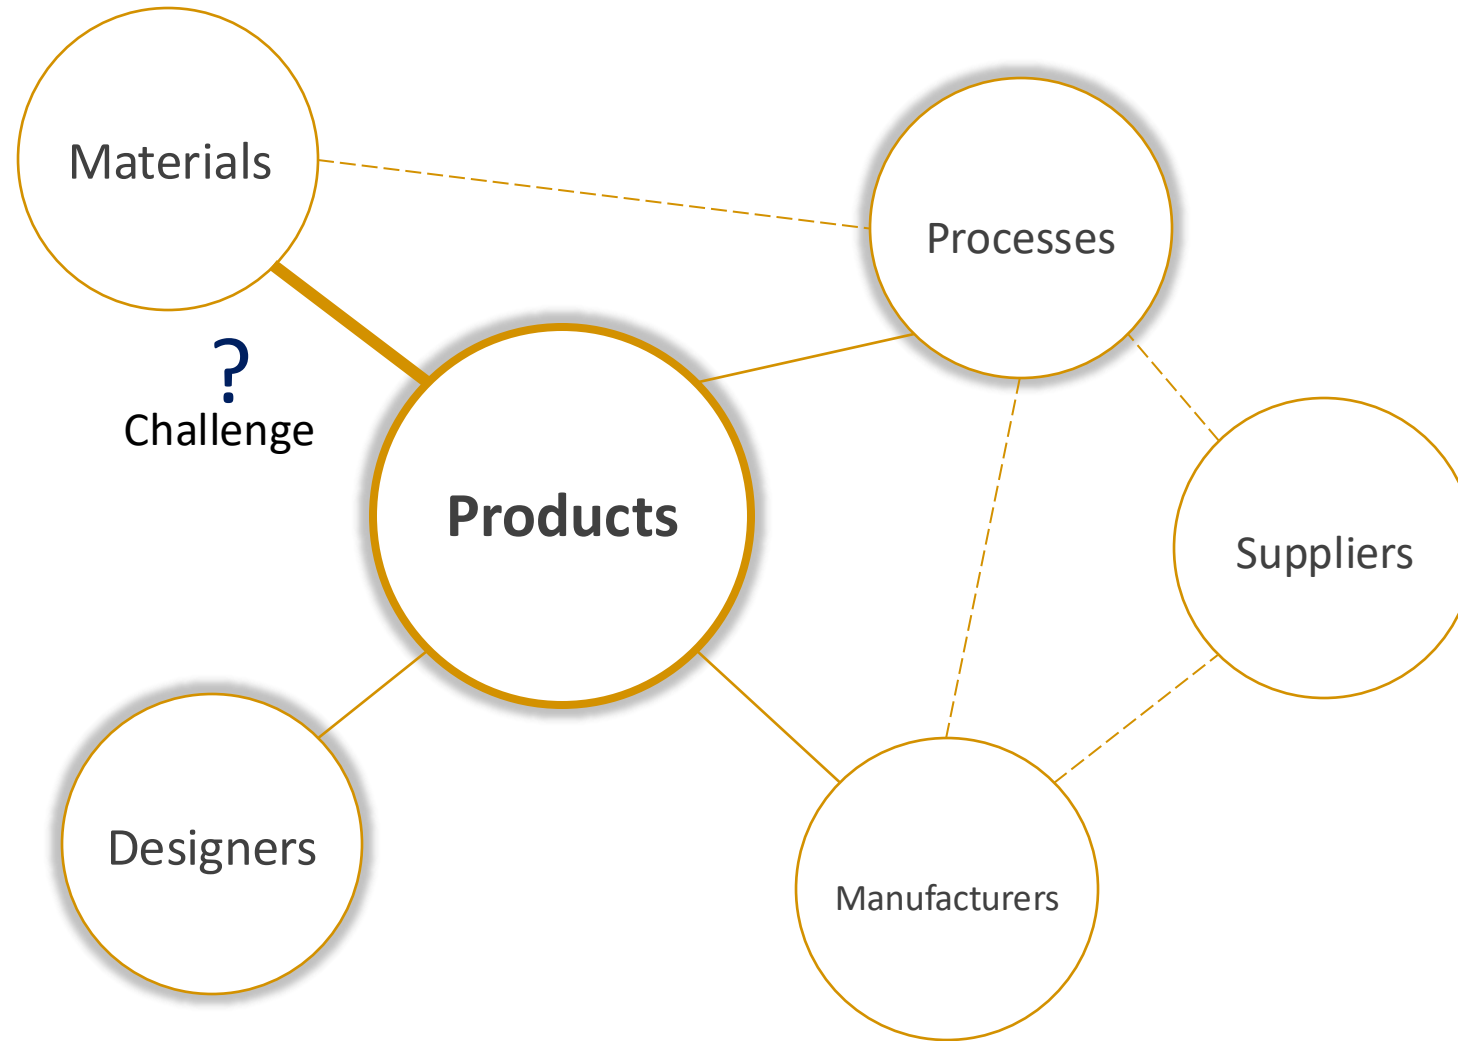 Materials
Processes
?
Challenge
Products
Suppliers
Designers
Manufacturers